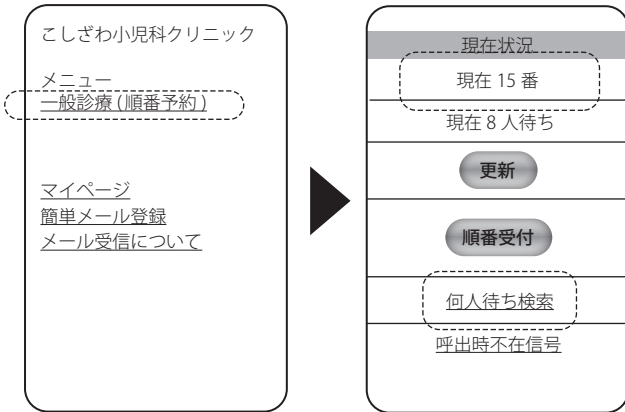 こしざわ小児科クリニック
メニュー
一般診療(順番予約)
マイページ
簡単メール登録
メール受信について
現在状況
現在 15 番
現在 8 人待ち
更新
順番受付
何人待ち検索
呼出時不在信号